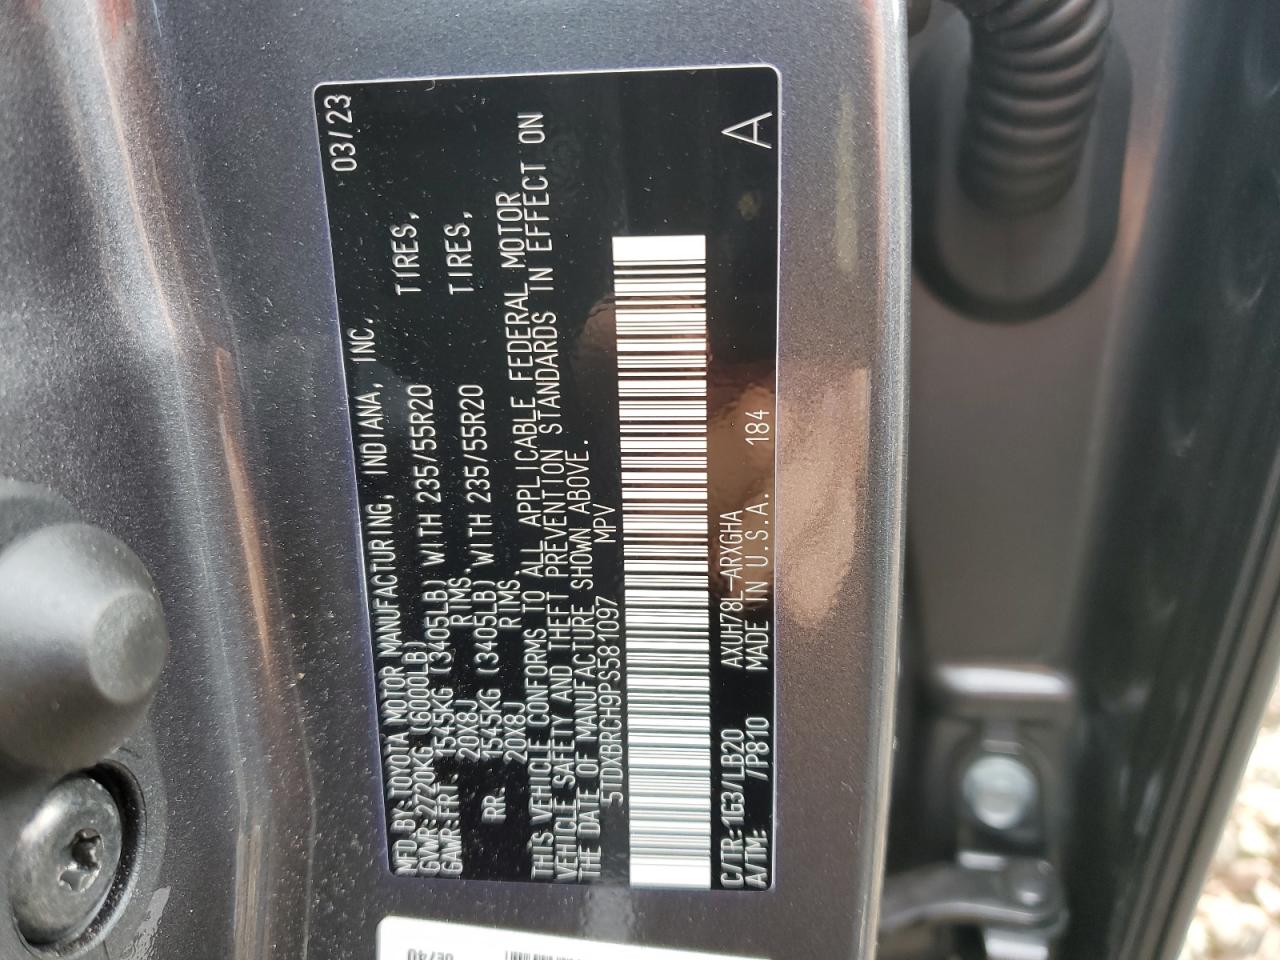 MFD BY: TOYOTA MOTOR MANUFACTURING, INDIANA, INC. 03/23
GVWR: 2720KG (6000LB)
GAWR: FRT. 1545KG (3405LB) WITH 235/55R20 TIRES,
20X8J RIMS.
RR. 1545KG (3405LB) WITH 235/55R20 TIRES,
20X8J RIMS.
THIS VEHICLE CONFORMS TO ALL APPLICABLE FEDERAL MOTOR
VEHICLE SAFETY AND THEFT PREVENTION STANDARDS IN EFFECT ON
THE DATE OF MANUFACTURE SHOWN ABOVE.
5TDXBRCH9PS581097 MPV
C/TR: 1G3/LB20 AXUH78L-ARXGHA A
A/TM: /P810 MADE IN U.S.A. 184